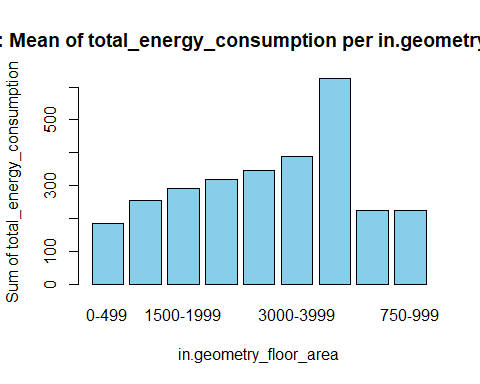 : Mean of total_energy_consumption per in.geometry
Sum of total_energy_consumption
500
300
100
0
0-499 1500-1999 3000-3999 750-999
in.geometry_floor_area